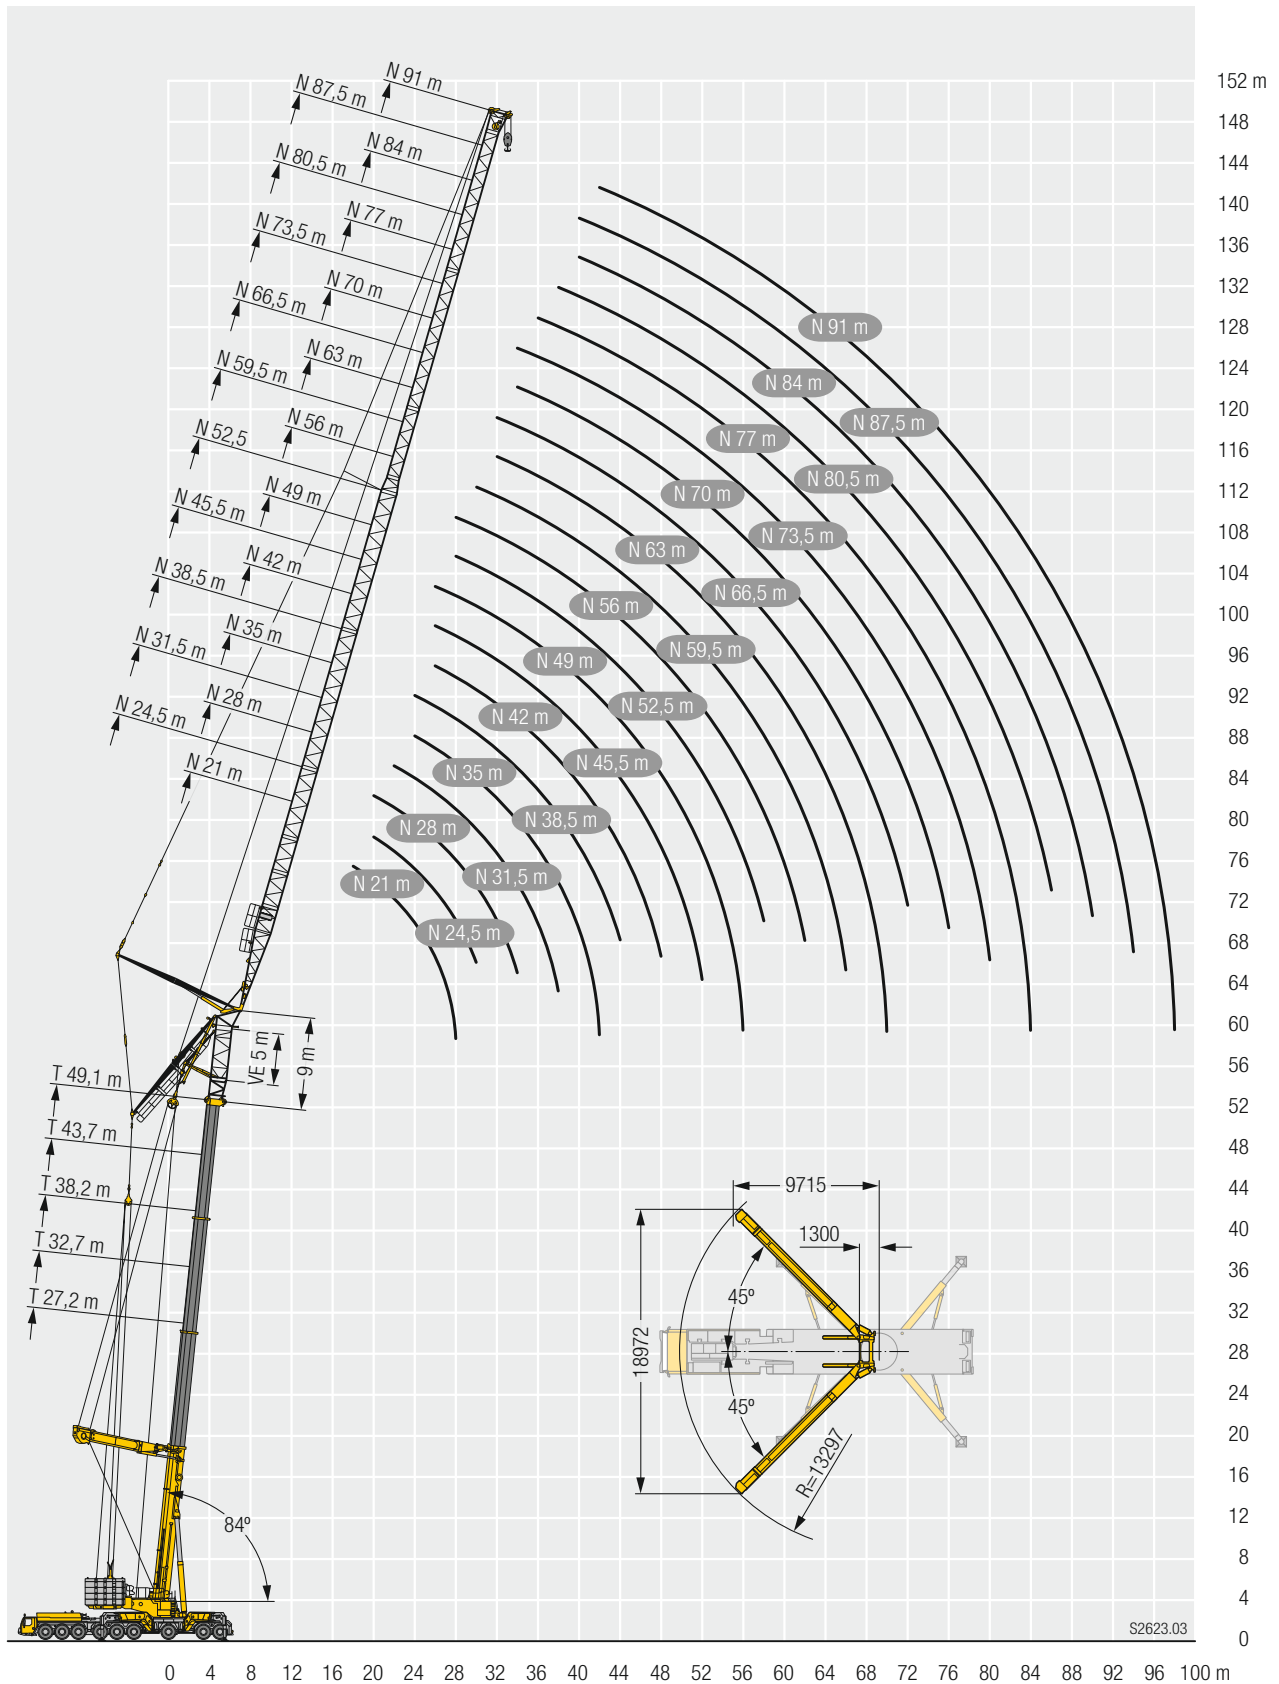 152 m
N 91 m
N 87,5 m
148
N 84 m
144
N 80,5 m
140
N 77 m
N 73,5 m
136
N 70 m
132
N 66,5 m
N 91 m
128
N 63 m
N 59,5 m
124
N 84 m
120
N 56 m
N 87,5 m
N 52,5
N 77 m
116
N 80,5 m
N 49 m
N 70 m
112
N 45,5 m
N 73,5 m
108
N 42 m
N 63 m
104
N 38,5 m
N 66,5 m
N 56 m
100
N 35 m
N 31,5 m
N 59,5 m
96
N 49 m
N 28 m
N 52,5 m
92
N 24,5 m
N 42 m
88
N 21 m
N 45,5 m
N 35 m
84
N 38,5 m
80
N 28 m
N 31,5 m
76
N 21 m
72
N 24,5 m
68
64
60
VE 5 m
9 m
56
T 49,1 m
52
T 43,7 m
48
T 38,2 m
9715
44
1300
40
T 32,7 m
36
T 27,2 m
45º
32
18972
28
24
45º
R=13297
20
16
84º
12
8
4
S2623.03
0
0 4 8 12 16 20 24 28 32 36 40 44 48 52 56 60 64 68 72 76 80 84 88 92 96 100 m